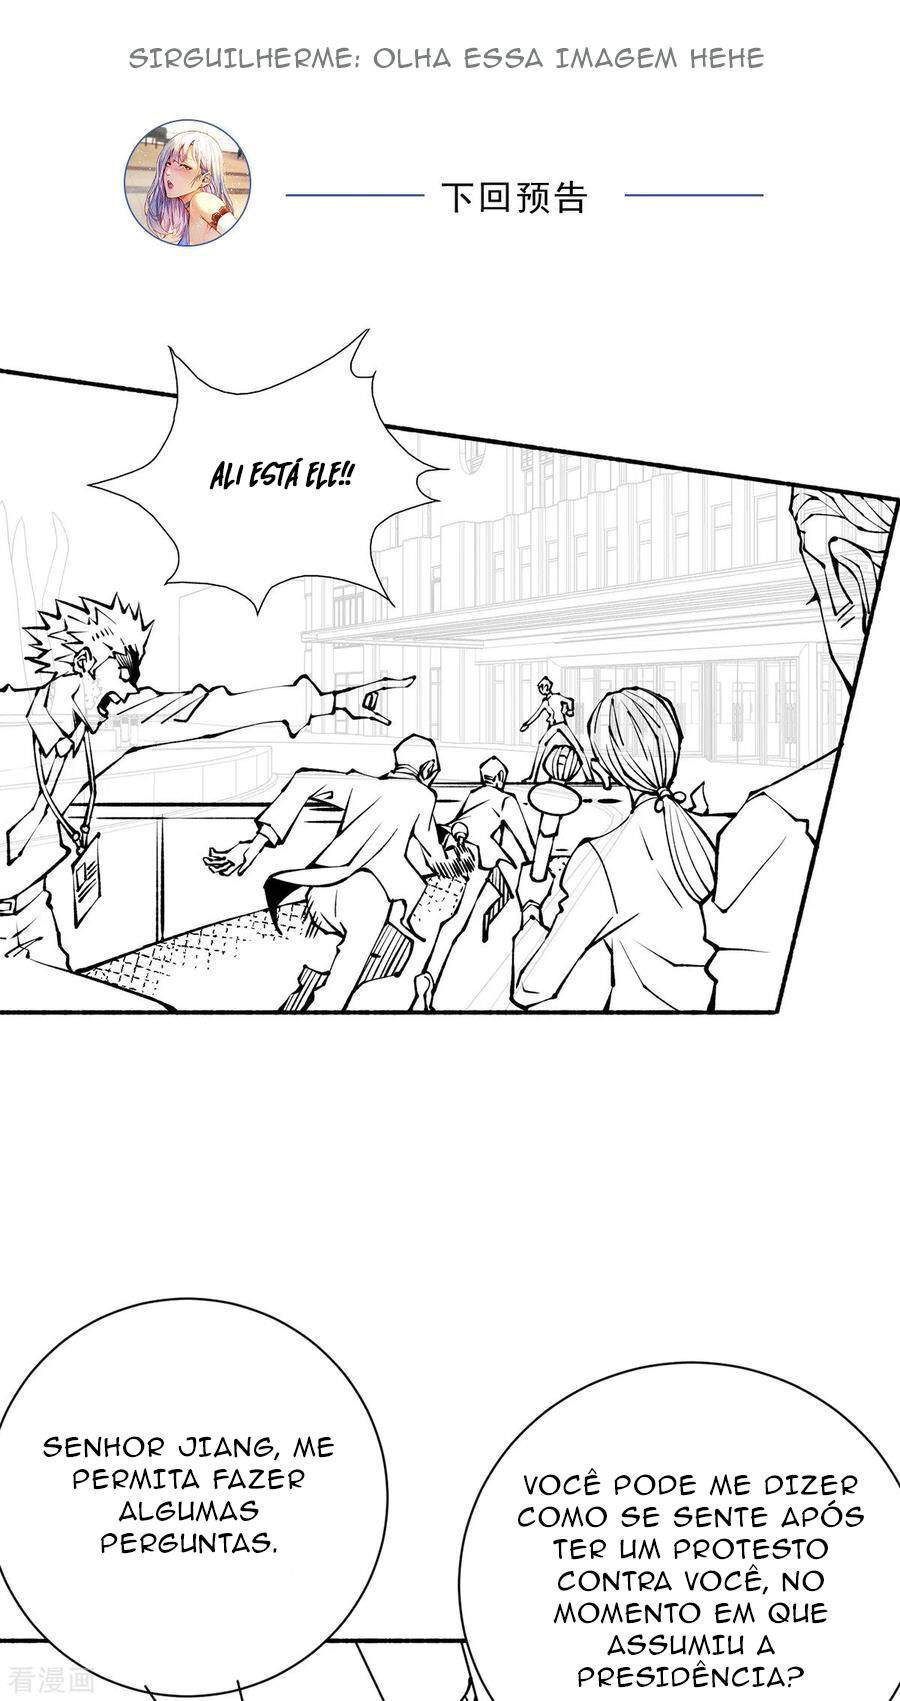 SIRGUILHERME: OLHA ESSA IMAGEM HEHE
下回预告
ALI ESTÁ ELE!!
SENHOR JIANG, ME
PERMITA FAZER
ALGUMAS
PERGUNTAS.
VOCÊ PODE ME DIZER
COMO SE SENTE APÓS
TER UM PROTESTO
CONTRA VOCÊ, NO
MOMENTO EM QUE
ASSUMIU A
PRESIDÊNCIA?
看漫画